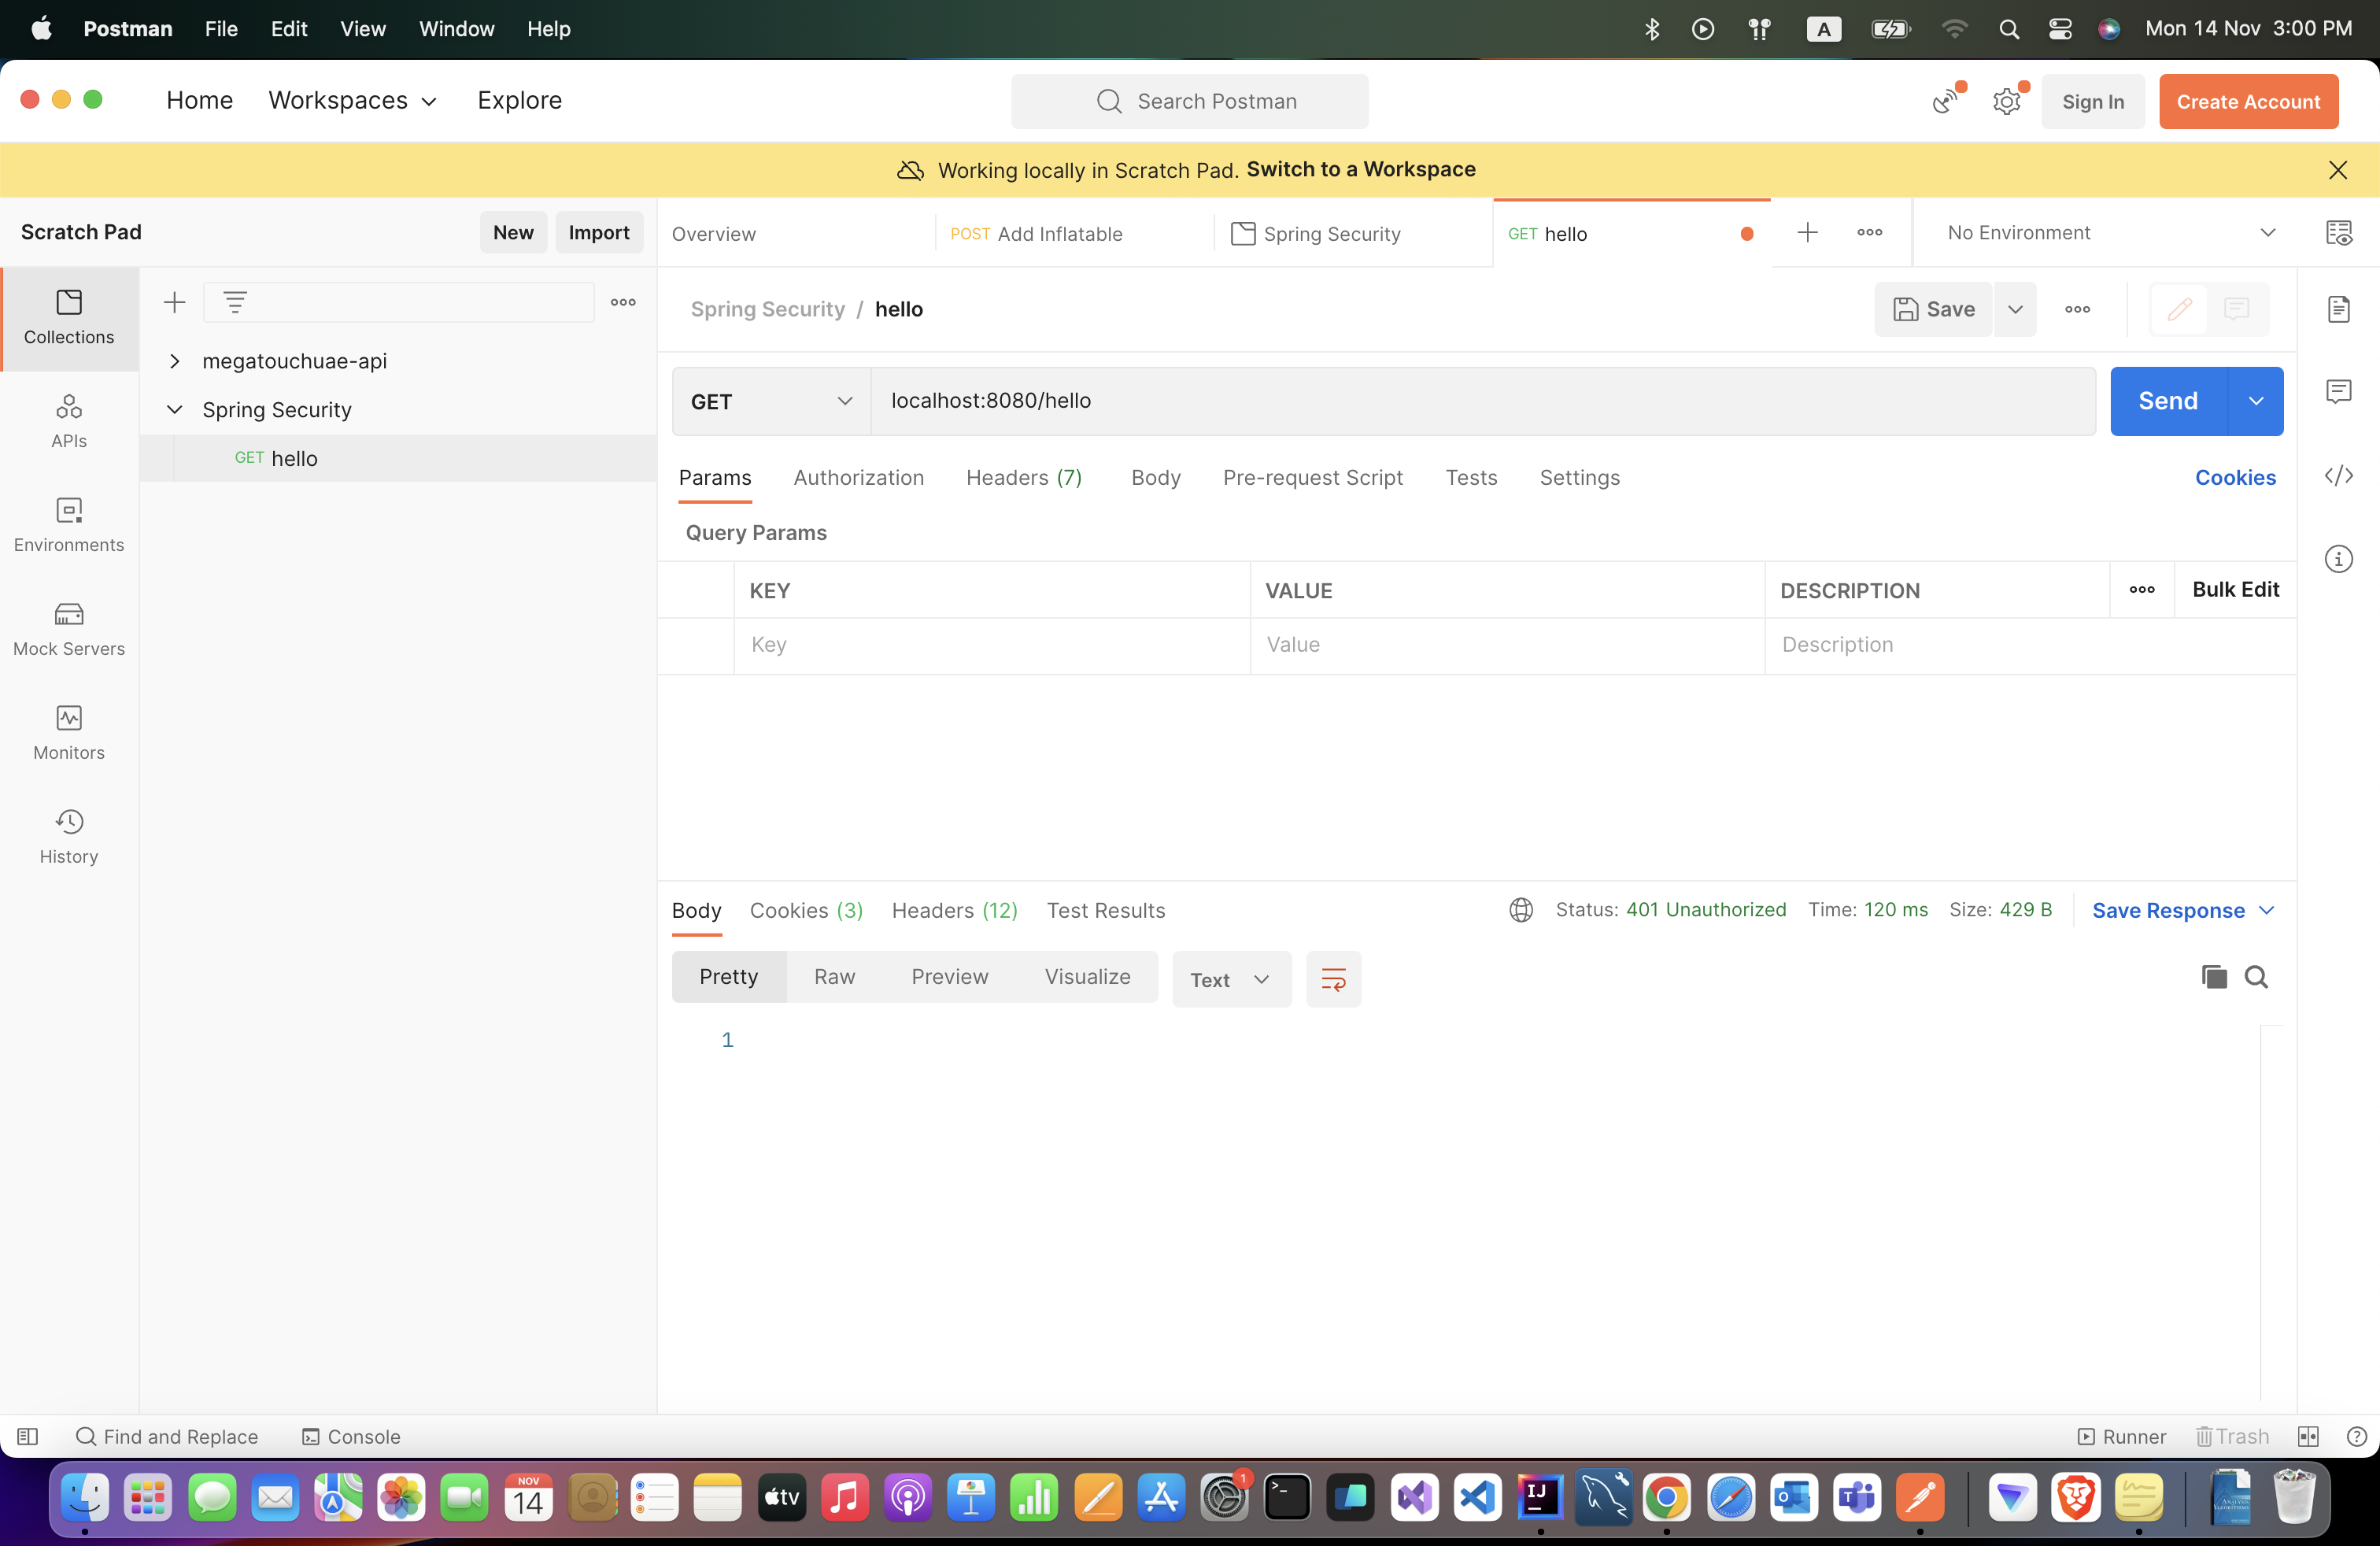 Postman File Edit View Window Help A Mon 14 Nov 3:00 PM
Home Workspaces Explore Search Postman Sign In Create Account
Working locally in Scratch Pad. Switch to a Workspace
Scratch Pad New Import Overview POST Add Inflatable Spring Security GET hello No Environment
Collections
APIs
Environments
Mock Servers
Monitors
History
megatouchuae-api
Spring Security
GET hello
Spring Security / hello Save
GET localhost:8080/hello Send
Params Authorization Headers (7) Body Pre-request Script Tests Settings Cookies
Query Params
KEY VALUE DESCRIPTION Bulk Edit
Key Value Description
Body Cookies (3) Headers (12) Test Results Status: 401 Unauthorized Time: 120 ms Size: 429 B Save Response
Pretty Raw Preview Visualize Text
1
Find and Replace Console Runner Trash
NOV
14
tv
1
IJ